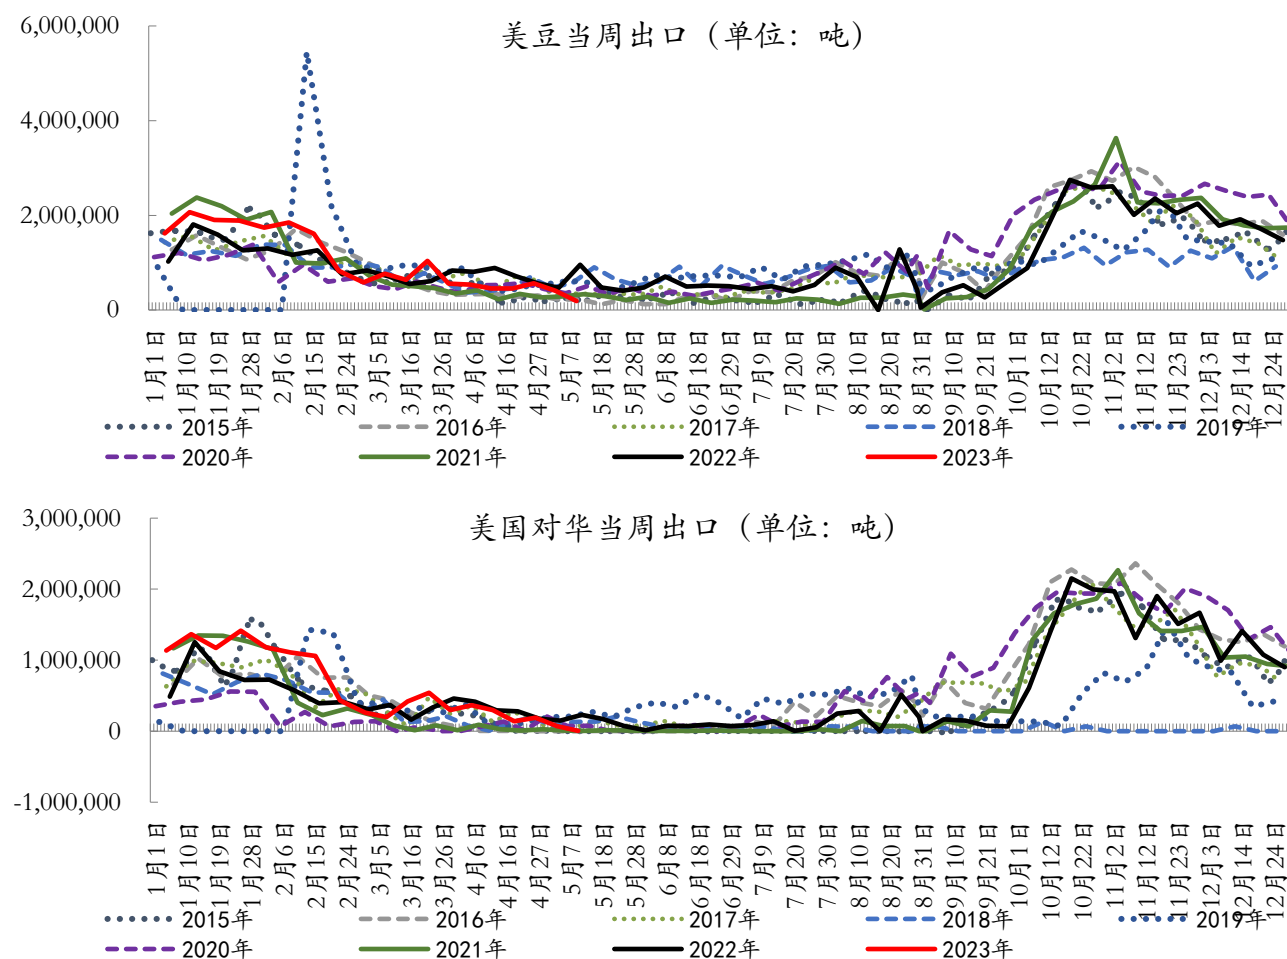 美豆当周出口（单位：吨）
6,000,000
4,000,000
2,000,000
0
1月1日 1月10日 1月19日 1月28日 2月6日 2月15日 2月24日 3月5日 3月16日 3月26日 4月6日 4月16日 4月27日 5月7日 5月18日 5月28日 6月8日 6月18日 6月29日 7月9日 7月20日 7月30日 8月10日 8月20日 8月31日 9月10日 9月21日 10月1日 10月12日 10月22日 11月2日 11月12日 11月23日 12月3日 12月14日 12月24日
2015年 2016年 2017年 2018年 2019年
2020年 2021年 2022年 2023年
美国对华当周出口（单位：吨）
3,000,000
2,000,000
1,000,000
0
-1,000,000
1月1日 1月10日 1月19日 1月28日 2月6日 2月15日 2月24日 3月5日 3月16日 3月26日 4月6日 4月16日 4月27日 5月7日 5月18日 5月28日 6月8日 6月18日 6月29日 7月9日 7月20日 7月30日 8月10日 8月20日 8月31日 9月10日 9月21日 10月1日 10月12日 10月22日 11月2日 11月12日 11月23日 12月3日 12月14日 12月24日
2015年 2016年 2017年 2018年 2019年
2020年 2021年 2022年 2023年